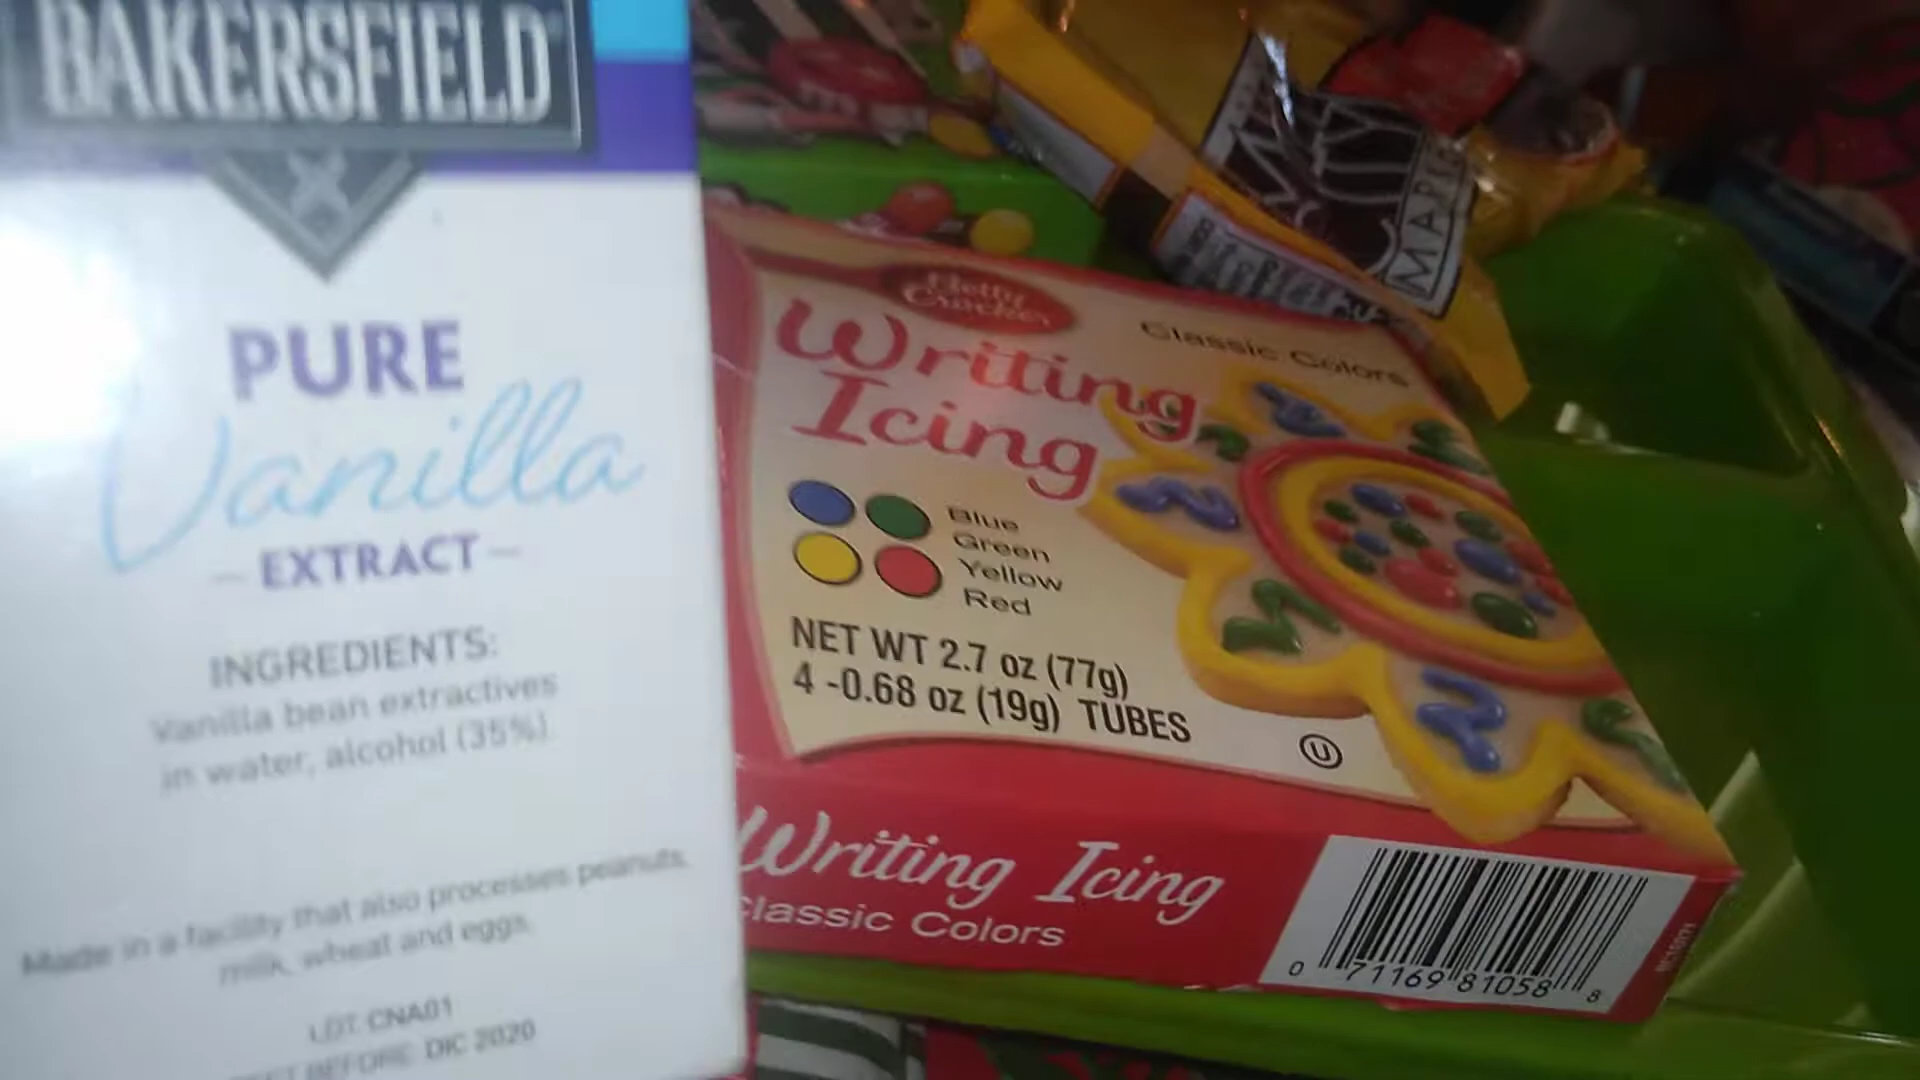 BAKERSFIELD
PURE
Vanilla
EXTRACT
INGREDIENTS:
Vanilla bean extractives
in water, alcohol (35%).
Made in a facility that also processes peanuts,
milk, wheat and eggs.
LOT CNA01
BEFORE DIC 2020
Betty
Crocker
Classic Colors
Writing
Icing
Blue
Green
Yellow
Red
NET WT 2.7 oz (77g)
4 -0.68 oz (19g) TUBES
U
Writing Icing
Classic Colors
0 71169 81058 8
MAPLE